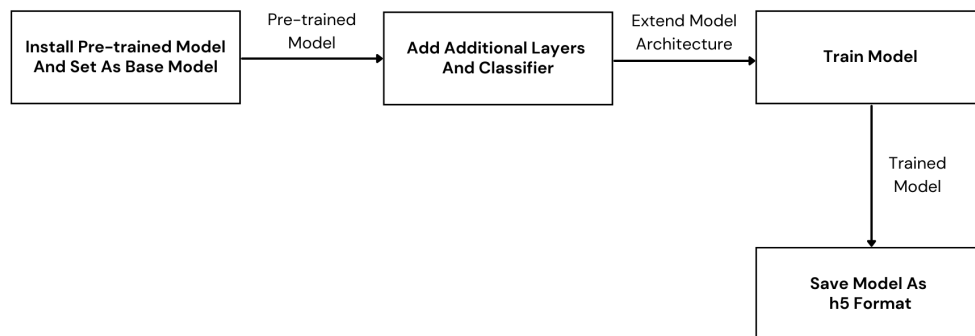 Install Pre-trained Model
And Set As Base Model
Pre-trained
Model
Add Additional Layers
And Classifier
Extend Model
Architecture
Train Model
Trained
Model
Save Model As
h5 Format